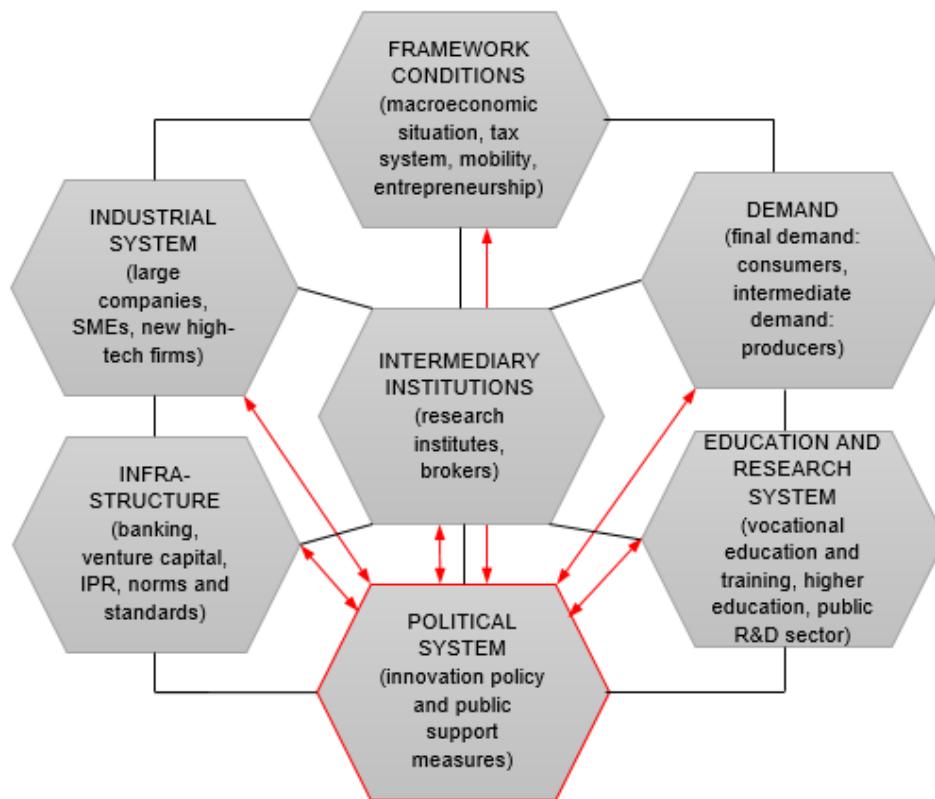 FRAMEWORK
CONDITIONS
(macroeconomic
situation, tax
system, mobility,
entrepreneurship)
INDUSTRIAL
SYSTEM
(large
companies,
SMEs, new high-
tech firms)
DEMAND
(final demand:
consumers,
intermediate
demand:
producers)
INTERMEDIARY
INSTITUTIONS
(research
institutes,
brokers)
INFRA-
STRUCTURE
(banking,
venture capital,
IPR, norms and
standards)
EDUCATION AND
RESEARCH
SYSTEM
(vocational
education and
training, higher
education, public
R&D sector)
POLITICAL
SYSTEM
(innovation policy
and public
support
measures)